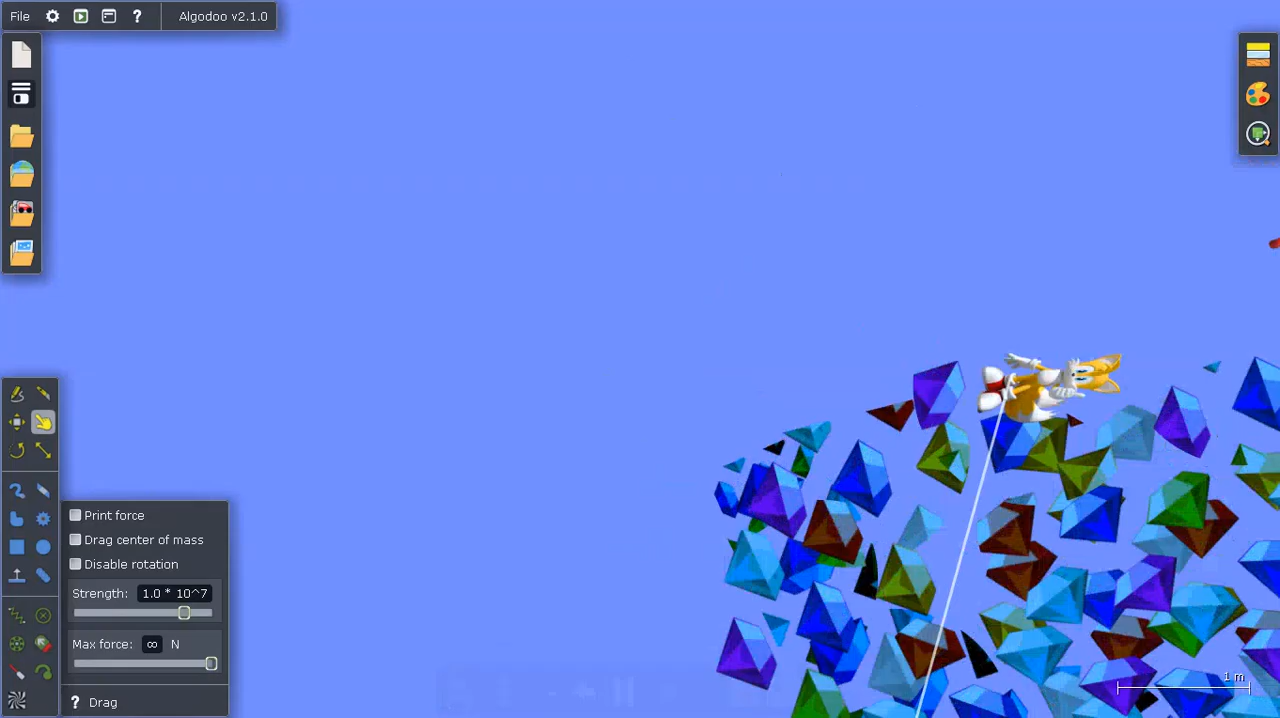 File ? Algodoo v2.1.0
Print force
Drag center of mass
Disable rotation
Strength: 1.0 * 10^7
Max force: ∞ N
? Drag
1 m